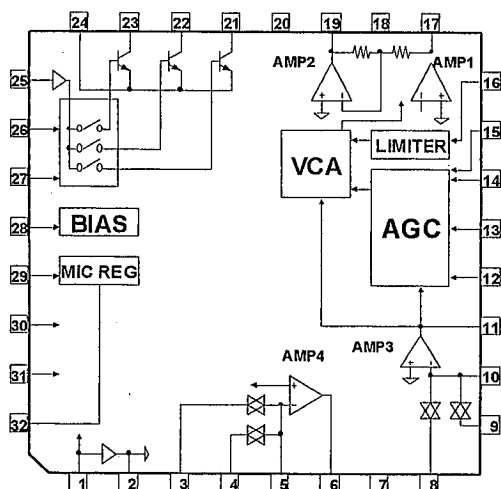 24 23 22 21 20 19 18 17
AMP2 AMP1
25
16
26
LIMITER
15
VCA
14
27
AGC
28 BIAS
13
29 MIC REG
12
30
11
AMP3
31
AMP4
10
32
9
1 2 3 4 5 6 7 8